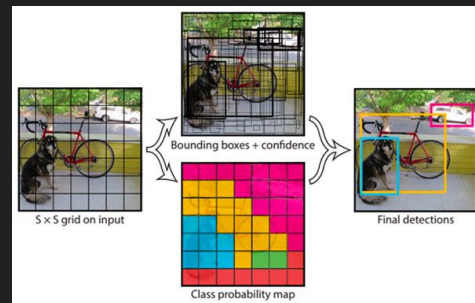 S × S grid on input
Bounding boxes + confidence
Class probability map
Final detections